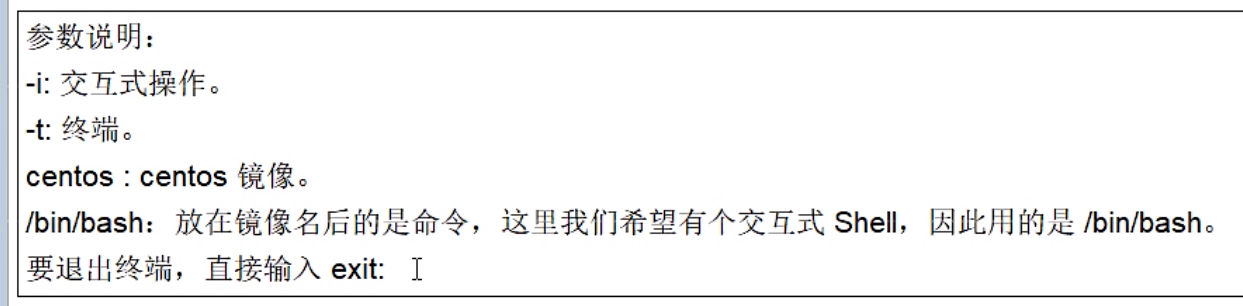 参数说明：
-i: 交互式操作。
-t: 终端。
centos : centos 镜像。
/bin/bash：放在镜像名后的是命令，这里我们希望有个交互式 Shell，因此用的是 /bin/bash。
要退出终端，直接输入 exit: